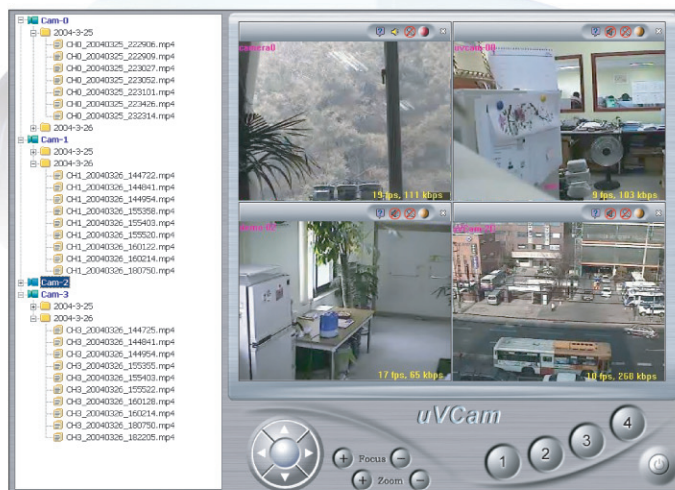 Cam-0
2004-3-25
CH0_20040325_222906.mp4
CH0_20040325_222909.mp4
CH0_20040325_223027.mp4
CH0_20040325_223052.mp4
CH0_20040325_223101.mp4
CH0_20040325_223426.mp4
CH0_20040325_232314.mp4
2004-3-26
Cam-1
2004-3-25
2004-3-26
CH1_20040326_144722.mp4
CH1_20040326_144841.mp4
CH1_20040326_144954.mp4
CH1_20040326_155358.mp4
CH1_20040326_155403.mp4
CH1_20040326_155520.mp4
CH1_20040326_160122.mp4
CH1_20040326_160214.mp4
CH1_20040326_180750.mp4
Cam-2
Cam-3
2004-3-25
2004-3-26
CH3_20040326_144725.mp4
CH3_20040326_144841.mp4
CH3_20040326_144954.mp4
CH3_20040326_155355.mp4
CH3_20040326_155403.mp4
CH3_20040326_155522.mp4
CH3_20040326_160128.mp4
CH3_20040326_160214.mp4
CH3_20040326_180750.mp4
CH3_20040326_182205.mp4
camera0
19 fps, 111 kbps
9 fps, 183 kbps
17 fps, 65 kbps
10 fps, 268 kbps
uVCam
Focus
Zoom
1
2
3
4